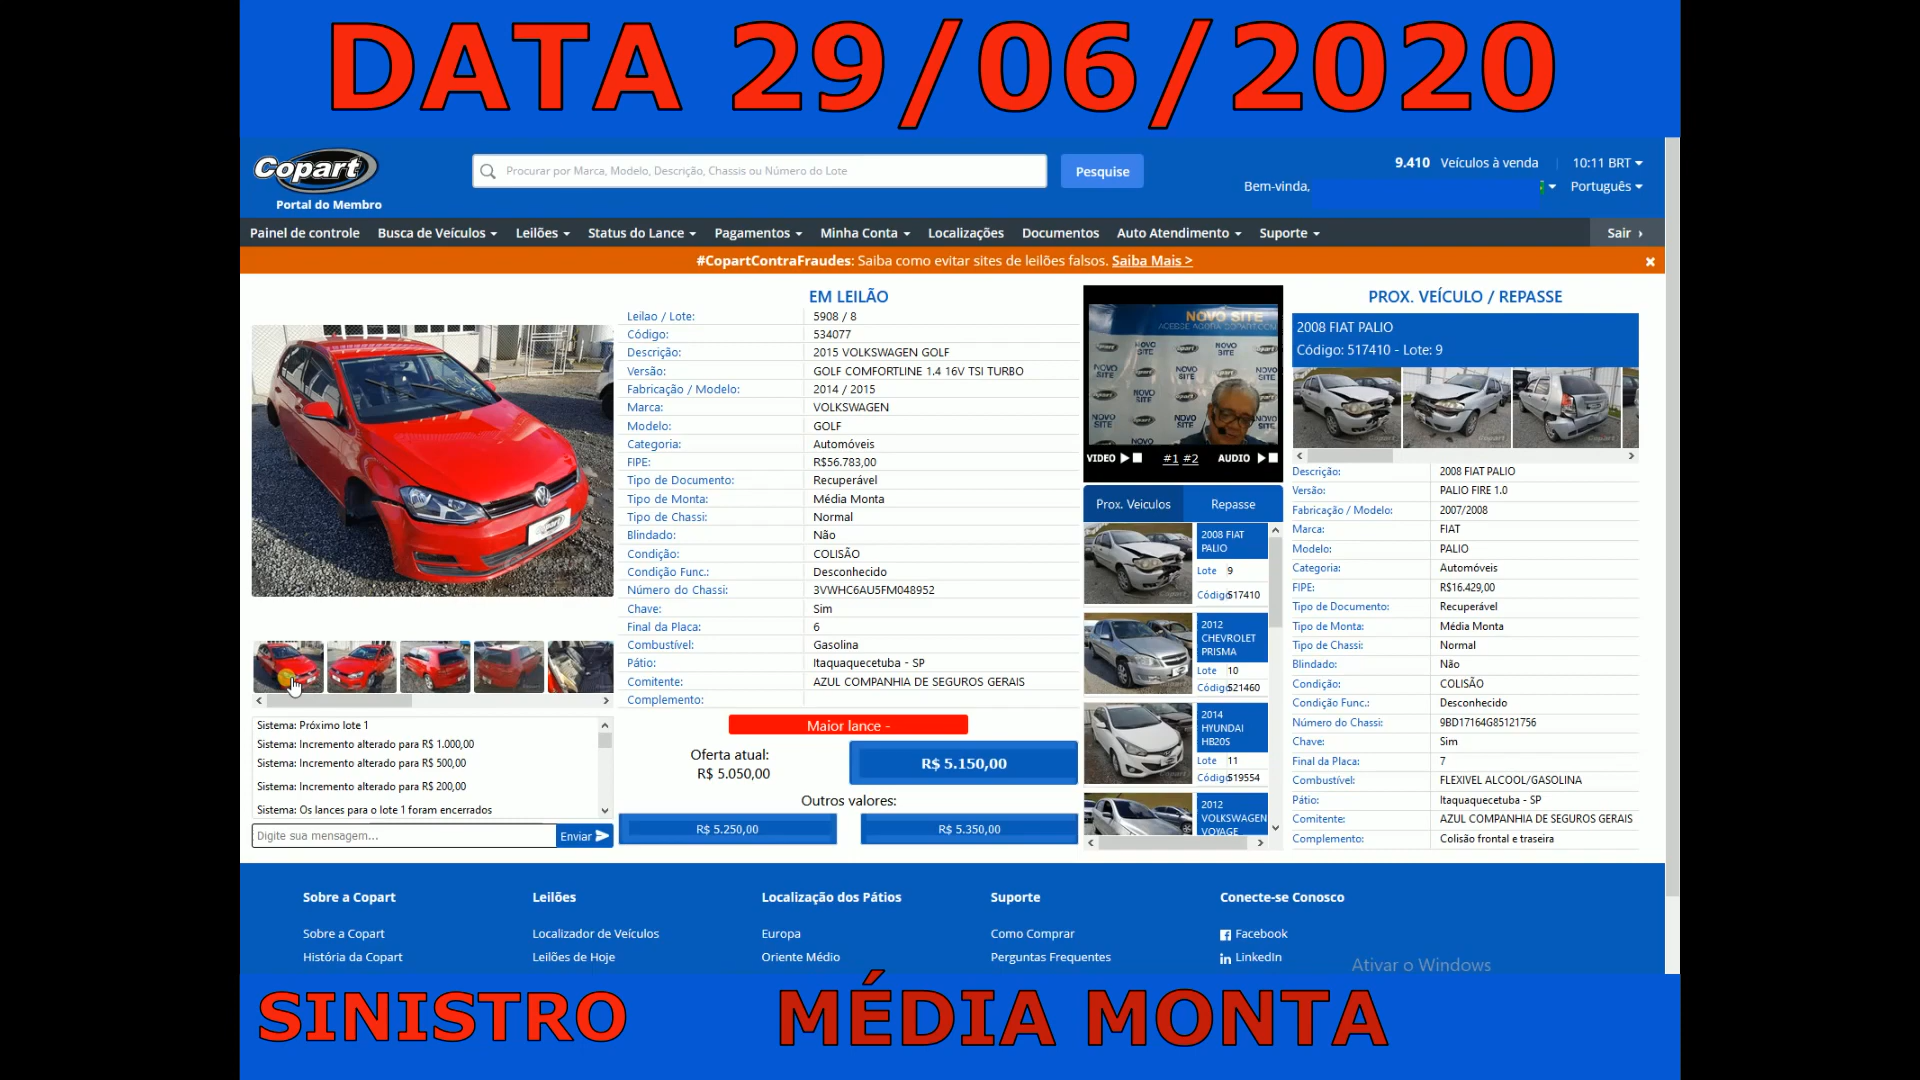 DATA 29/06/2020
Copart
Portal do Membro
Procurar por Marca, Modelo, Descrição, Chassis ou Número do Lote
Pesquise
9.410 Veículos à venda
10:11 BRT
Bem-vinda,
Português
Painel de controle
Busca de Veículos
Leilões
Status do Lance
Pagamentos
Minha Conta
Localizações
Documentos
Auto Atendimento
Suporte
Sair
#CopartContraFraudes: Saiba como evitar sites de leilões falsos. Saiba Mais >
EM LEILÃO
Leilao / Lote: 5908 / 8
Código: 534077
Descrição: 2015 VOLKSWAGEN GOLF
Versão: GOLF COMFORTLINE 1.4 16V TSI TURBO
Fabricação / Modelo: 2014 / 2015
Marca: VOLKSWAGEN
Modelo: GOLF
Categoria: Automóveis
FIPE: R$56.783,00
Tipo de Documento: Recuperável
Tipo de Monta: Média Monta
Tipo de Chassi: Normal
Blindado: Não
Condição: COLISÃO
Condição Func.: Desconhecido
Número do Chassi: 3VWHC6AU5FM048952
Chave: Sim
Final da Placa: 6
Combustível: Gasolina
Pátio: Itaquaquecetuba - SP
Comitente: AZUL COMPANHIA DE SEGUROS GERAIS
Complemento:
Maior lance -
Oferta atual:
R$ 5.050,00
R$ 5.150,00
Outros valores:
R$ 5.250,00
R$ 5.350,00
Sistema: Próximo lote 1
Sistema: Incremento alterado para R$ 1.000,00
Sistema: Incremento alterado para R$ 500,00
Sistema: Incremento alterado para R$ 200,00
Sistema: Os lances para o lote 1 foram encerrados
Digite sua mensagem...
Enviar
NOVO SITE
VIDEO
#1 #2
AUDIO
Prox. Veiculos
Repasse
2008 FIAT
PALIO
Lote 9
Código 517410
2012
CHEVROLET
PRISMA
Lote 10
Código 521460
2014
HYUNDAI
HB20S
Lote 11
Código 519554
2012
VOLKSWAGEN
VOYAGE
PROX. VEÍCULO / REPASSE
2008 FIAT PALIO
Código: 517410 - Lote: 9
Descrição: 2008 FIAT PALIO
Versão: PALIO FIRE 1.0
Fabricação / Modelo: 2007/2008
Marca: FIAT
Modelo: PALIO
Categoria: Automóveis
FIPE: R$16.429,00
Tipo de Documento: Recuperável
Tipo de Monta: Média Monta
Tipo de Chassi: Normal
Blindado: Não
Condição: COLISÃO
Condição Func.: Desconhecido
Número do Chassi: 9BD17164G85121756
Chave: Sim
Final da Placa: 7
Combustível: FLEXIVEL ALCOOL/GASOLINA
Pátio: Itaquaquecetuba - SP
Comitente: AZUL COMPANHIA DE SEGUROS GERAIS
Complemento: Colisão frontal e traseira
Sobre a Copart
Sobre a Copart
História da Copart
Leilões
Localizador de Veículos
Leilões de Hoje
Localização dos Pátios
Europa
Oriente Médio
Suporte
Como Comprar
Perguntas Frequentes
Conecte-se Conosco
Facebook
LinkedIn
Ativar o Windows
SINISTRO
MÉDIA MONTA